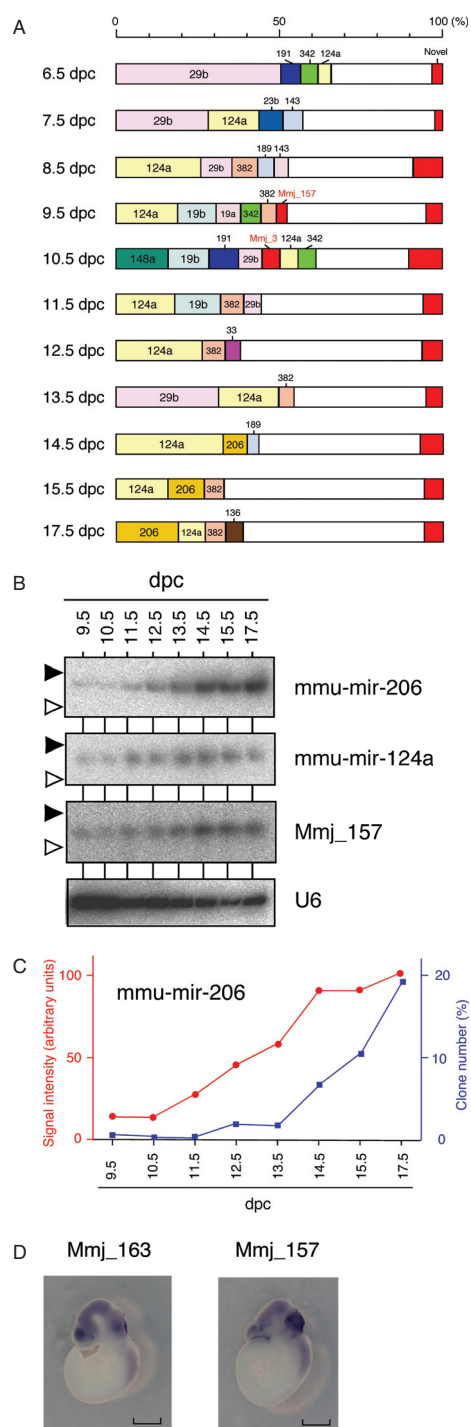 A
0 50 100 (%)
191 342 124a Novel
6.5 dpc 29b
23b 143
7.5 dpc 29b 124a
189 143
8.5 dpc 124a 29b 382
382 Mmj_157
9.5 dpc 124a 19b 19a 342
191 Mmj_3 124a 342
10.5 dpc 148a 19b 29b
11.5 dpc 124a 19b 382 29b
33
12.5 dpc 124a 382
382
13.5 dpc 29b 124a
189
14.5 dpc 124a 206
15.5 dpc 124a 206 382
136
17.5 dpc 206 124a 382
B
dpc
9.5 10.5 11.5 12.5 13.5 14.5 15.5 17.5
mmu-mir-206
mmu-mir-124a
Mmj_157
U6
C
mmu-mir-206
Signal intensity (arbitrary units)
100
50
0
Clone number (%)
20
10
0
9.5 10.5 11.5 12.5 13.5 14.5 15.5 17.5
dpc
D
Mmj_163 Mmj_157